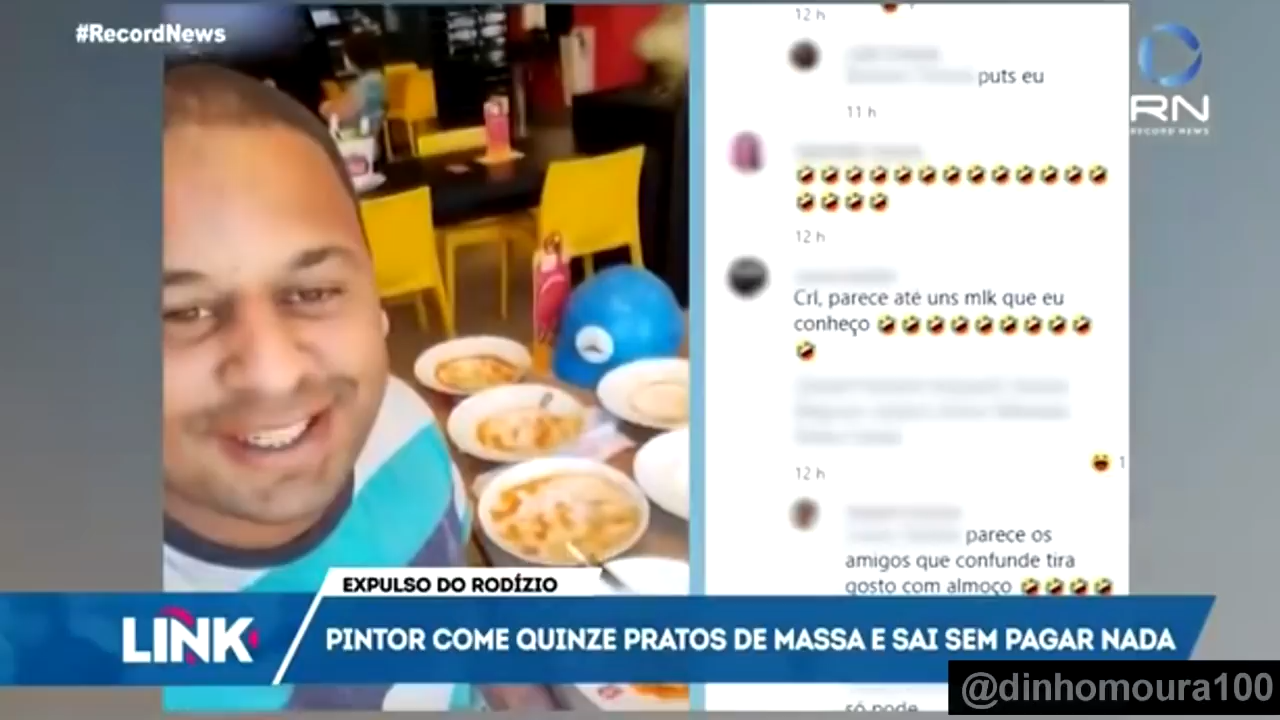 #RecordNews
RN
RECORD NEWS
12 h
puts eu
11 h
12 h
Crl, parece até uns mlk que eu
conheço
12 h
1
parece os
amigos que confunde tira
gosto com almoço
EXPULSO DO RODÍZIO
LINK
PINTOR COME QUINZE PRATOS DE MASSA E SAI SEM PAGAR NADA
@dinhomoura100
só pode